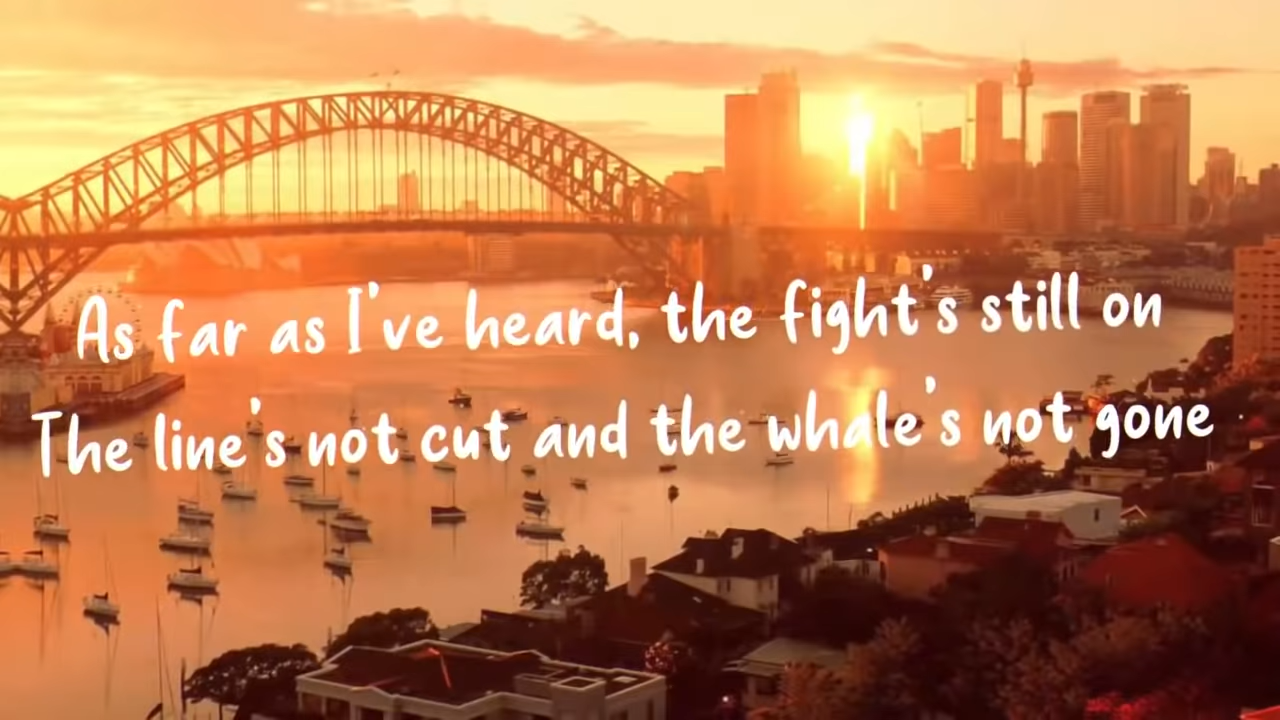 As far as I've heard, the fight's still on
The line's not cut and the whale's not gone